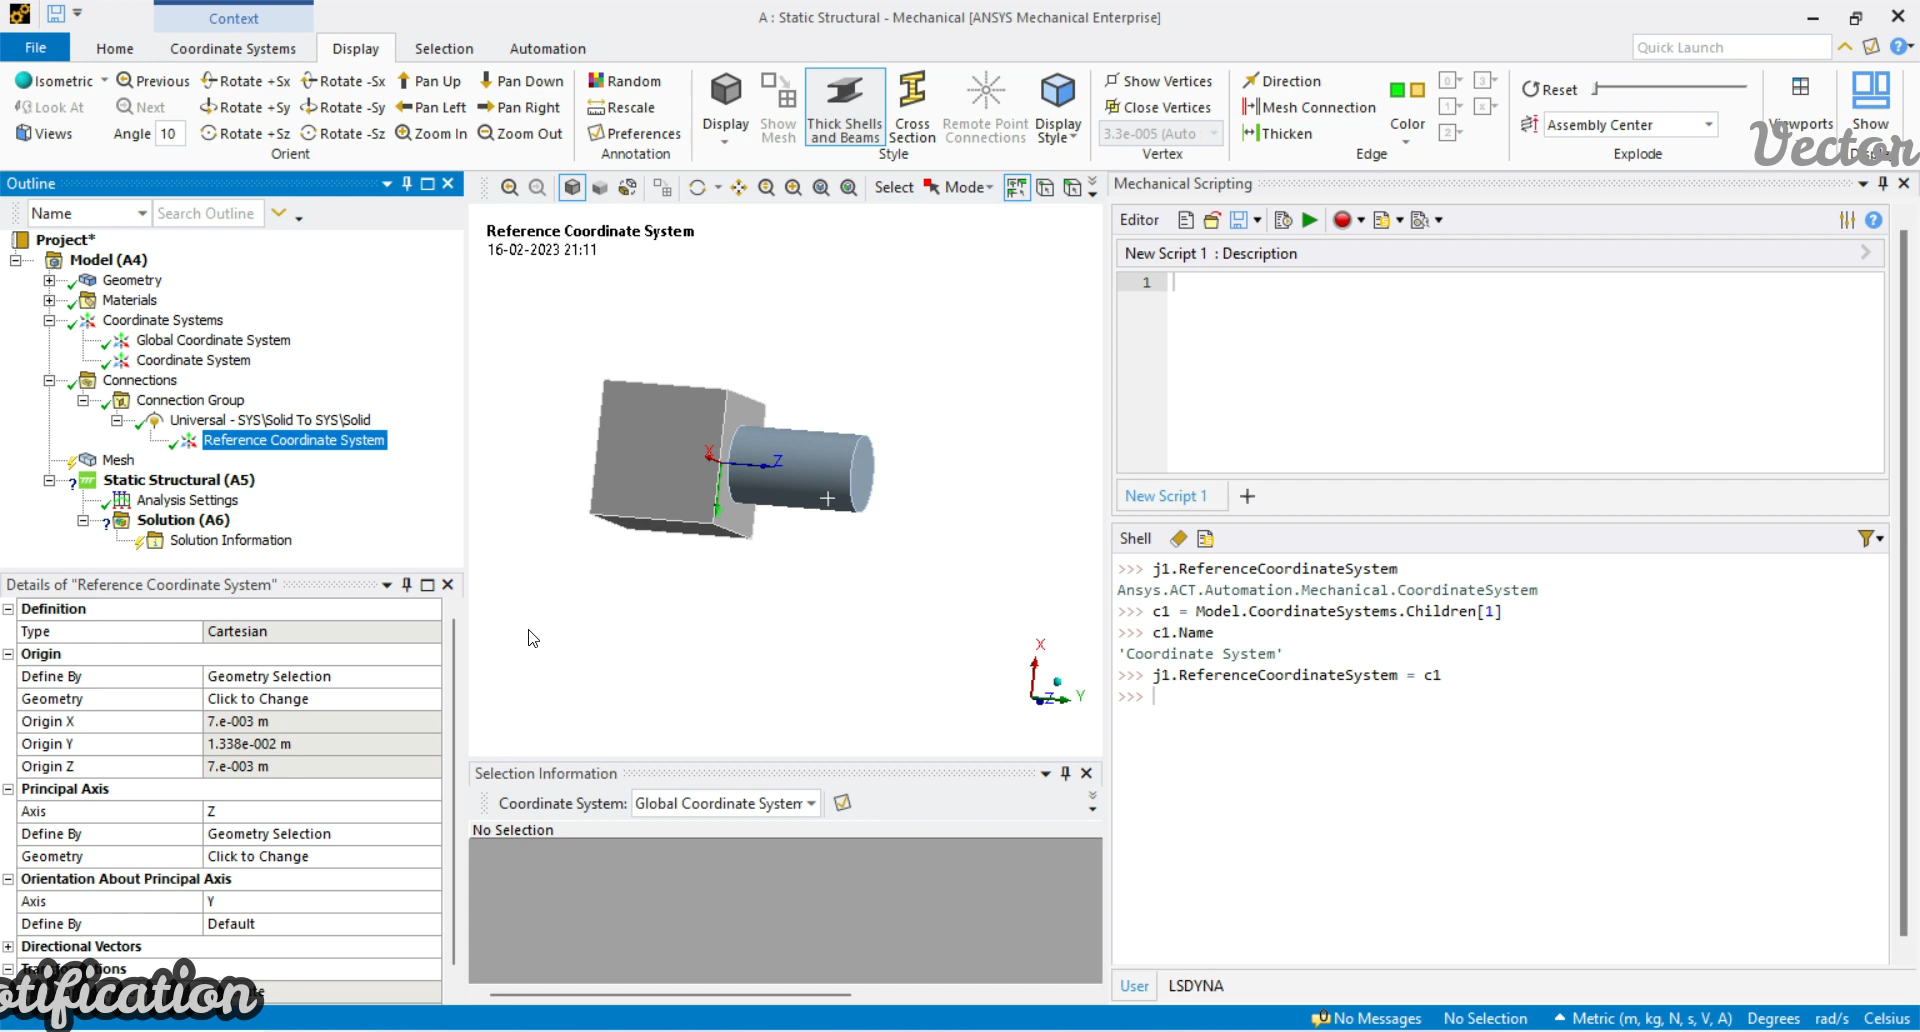 Context
A : Static Structural - Mechanical [ANSYS Mechanical Enterprise]
File Home Coordinate Systems Display Selection Automation
Quick Launch
Isometric Previous Rotate +Sx Rotate -Sx Pan Up Pan Down Random Show Vertices Direction
Look At Next Rotate +Sy Rotate -Sy Pan Left Pan Right Rescale Close Vertices Mesh Connection Reset
Views Angle 10 Rotate +Sz Rotate -Sz Zoom In Zoom Out Preferences 3.3e-005 (Auto Thicken
Display Show Mesh Thick Shells and Beams Cross Section Remote Point Connections Display Style Color Assembly Center Viewports Show
Orient Annotation Style Vertex Edge Explode
Vector
Outline
Name Search Outline
Project*
Model (A4)
Geometry
Materials
Coordinate Systems
Global Coordinate System
Coordinate System
Connections
Connection Group
Universal - SYS\Solid To SYS\Solid
Reference Coordinate System
Mesh
Static Structural (A5)
Analysis Settings
Solution (A6)
Solution Information
Details of "Reference Coordinate System"
Definition
Type Cartesian
Origin
Define By Geometry Selection
Geometry Click to Change
Origin X 7.e-003 m
Origin Y 1.338e-002 m
Origin Z 7.e-003 m
Principal Axis
Axis Z
Define By Geometry Selection
Geometry Click to Change
Orientation About Principal Axis
Axis Y
Define By Default
Directional Vectors
otification
Select Mode
Reference Coordinate System
16-02-2023 21:11
X
Z
X
Z Y
Selection Information
Coordinate System: Global Coordinate System
No Selection
Mechanical Scripting
Editor
New Script 1 : Description
1
New Script 1 +
Shell
>>> j1.ReferenceCoordinateSystem
Ansys.ACT.Automation.Mechanical.CoordinateSystem
>>> c1 = Model.CoordinateSystems.Children[1]
>>> c1.Name
'Coordinate System'
>>> j1.ReferenceCoordinateSystem = c1
>>>
User LSDYNA
No Messages No Selection Metric (m, kg, N, s, V, A) Degrees rad/s Celsius